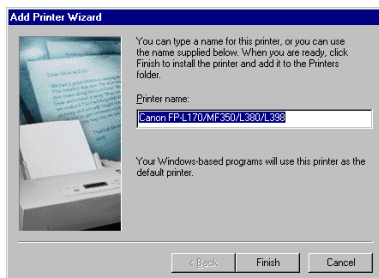 Add Printer Wizard
You can type a name for this printer, or you can use
the name supplied below. When you are ready, click
Finish to install the printer and add it to the Printers
folder.
Printer name:
Canon FP-L170/MF350/L380/L398
Your Windows-based programs will use this printer as the
default printer.
< Back
Finish
Cancel